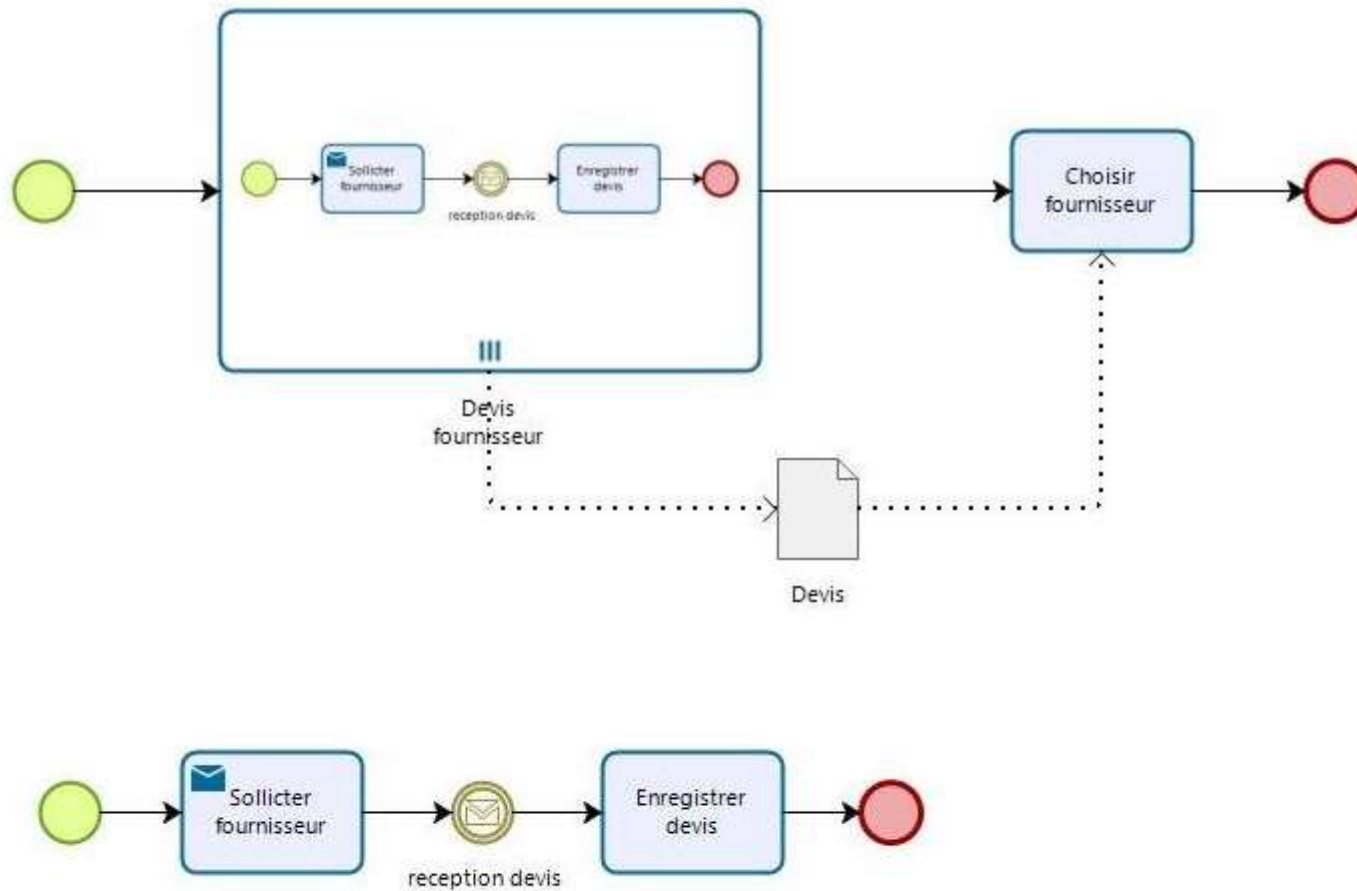 Sollicter
fournisseur
reception devis
Enregistrer
devis
Choisir
fournisseur
Devis
fournisseur
Devis
Sollicter
fournisseur
reception devis
Enregistrer
devis